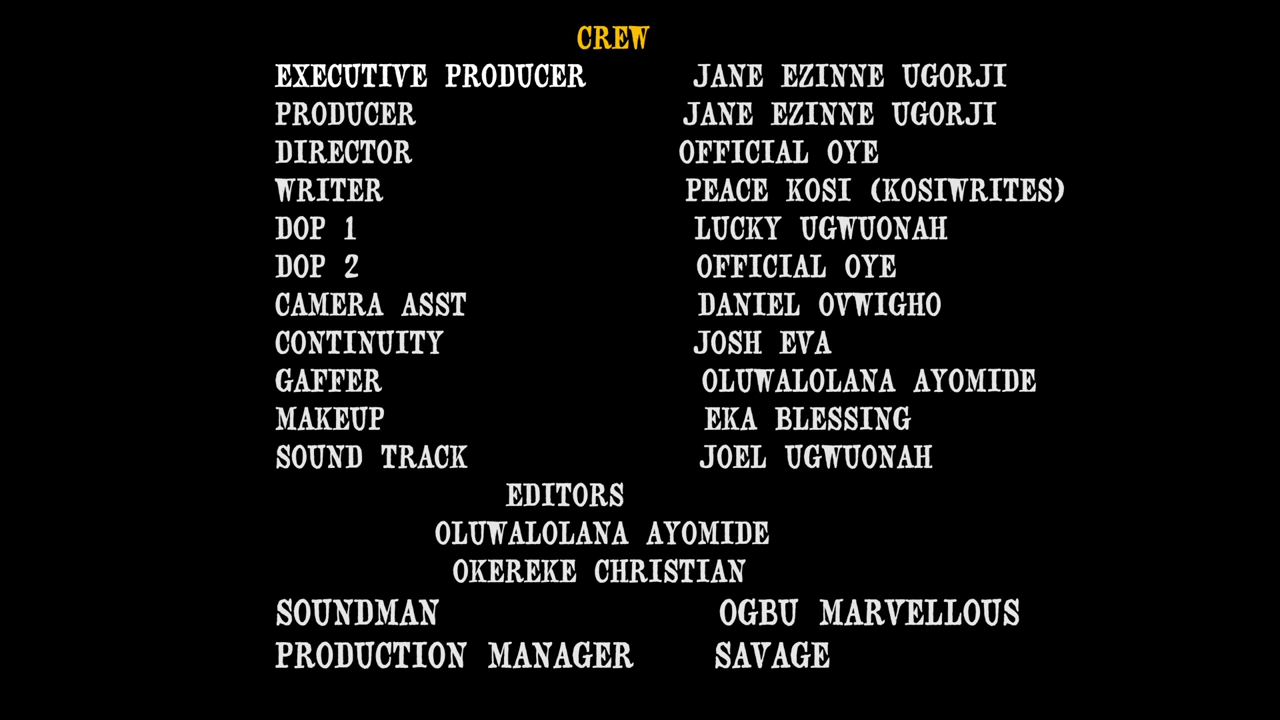 CREW
EXECUTIVE PRODUCER JANE EZINNE UGORJI
PRODUCER JANE EZINNE UGORJI
DIRECTOR OFFICIAL OYE
WRITER PEACE KOSI (KOSIWRITES)
DOP 1 LUCKY UGWUONAH
DOP 2 OFFICIAL OYE
CAMERA ASST DANIEL OVWIGHO
CONTINUITY JOSH EVA
GAFFER OLUWALOLANA AYOMIDE
MAKEUP EKA BLESSING
SOUND TRACK JOEL UGWUONAH
EDITORS
OLUWALOLANA AYOMIDE
OKEREKE CHRISTIAN
SOUNDMAN OGBU MARVELLOUS
PRODUCTION MANAGER SAVAGE